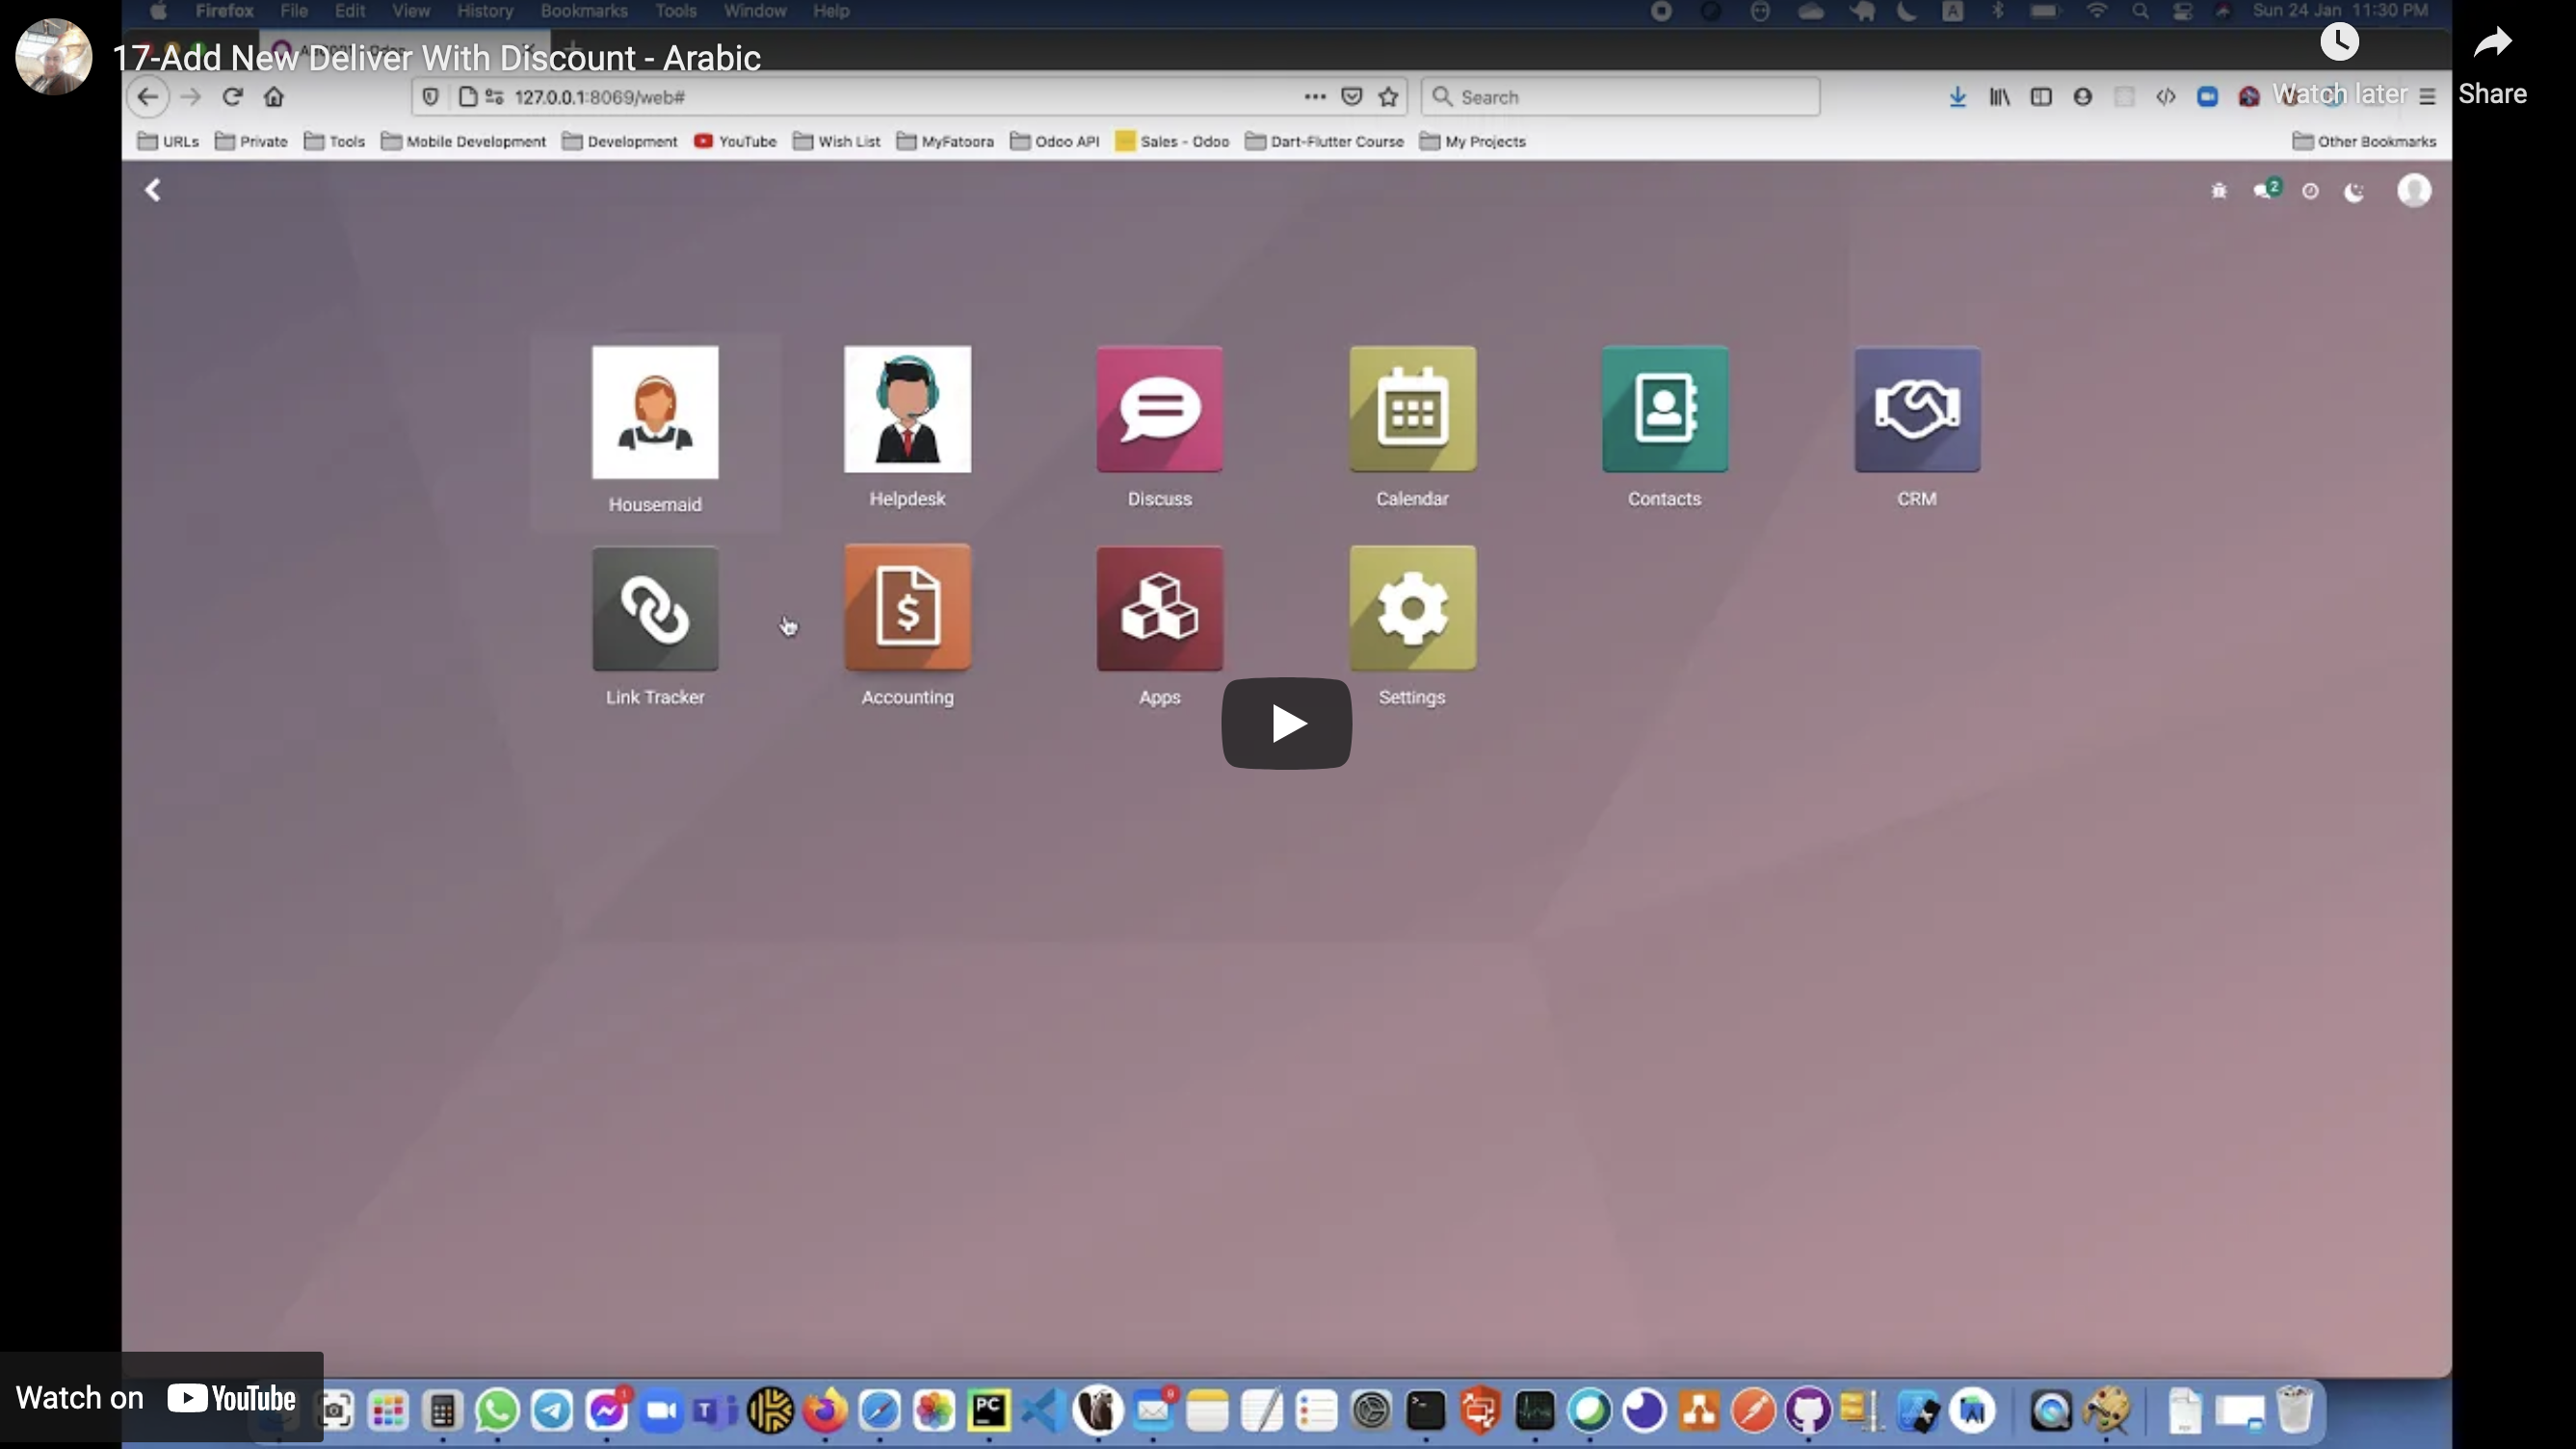 Firefox File Edit View History Bookmarks Tools Window Help
Sun 24 Jan 11:30 PM
17-Add New Deliver With Discount - Arabic
127.0.0.1:8069/web#
Search
Watch later
Share
URLs Private Tools Mobile Development Development YouTube Wish List MyFatoora Odoo API Sales - Odoo Dart-Flutter Course My Projects Other Bookmarks
2
Housemaid Helpdesk Discuss Calendar Contacts CRM
Link Tracker Accounting Apps Settings
Watch on YouTube